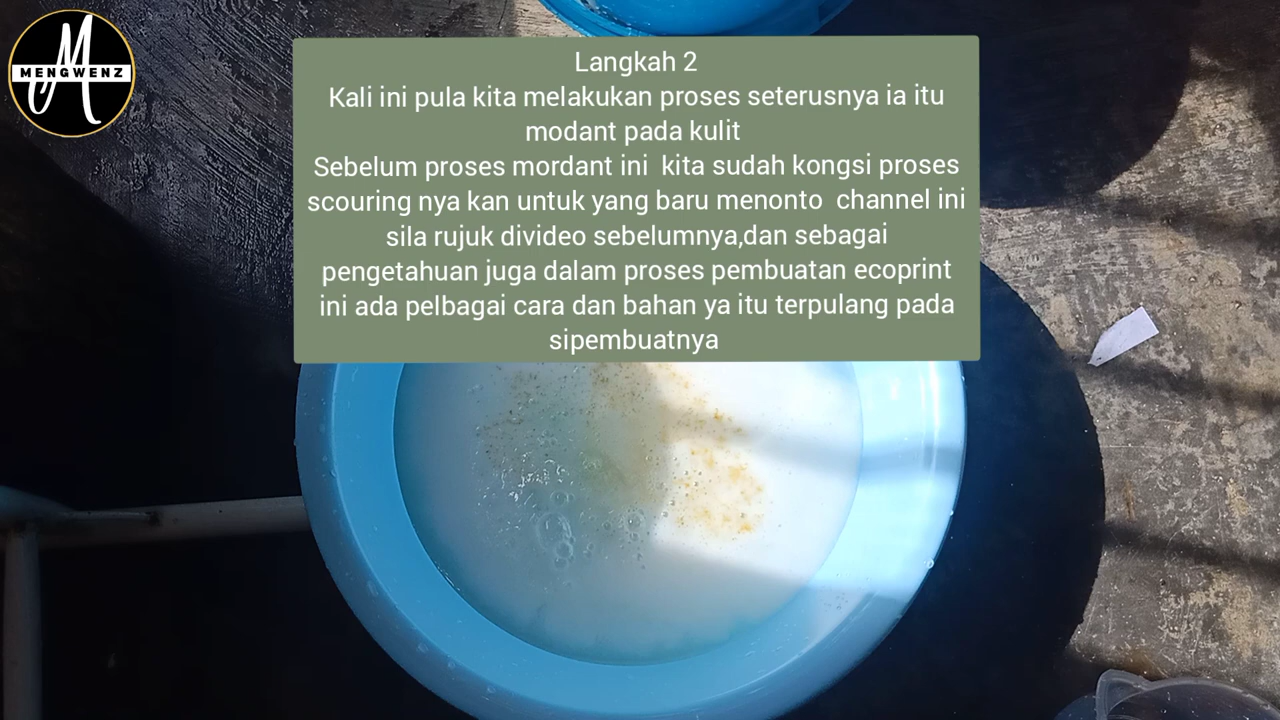 M
MENGWENZ
Langkah 2
Kali ini pula kita melakukan proses seterusnya ia itu
modant pada kulit
Sebelum proses mordant ini  kita sudah kongsi proses
scouring nya kan untuk yang baru menonto  channel ini
sila rujuk divideo sebelumnya,dan sebagai
pengetahuan juga dalam proses pembuatan ecoprint
ini ada pelbagai cara dan bahan ya itu terpulang pada
sipembuatnya